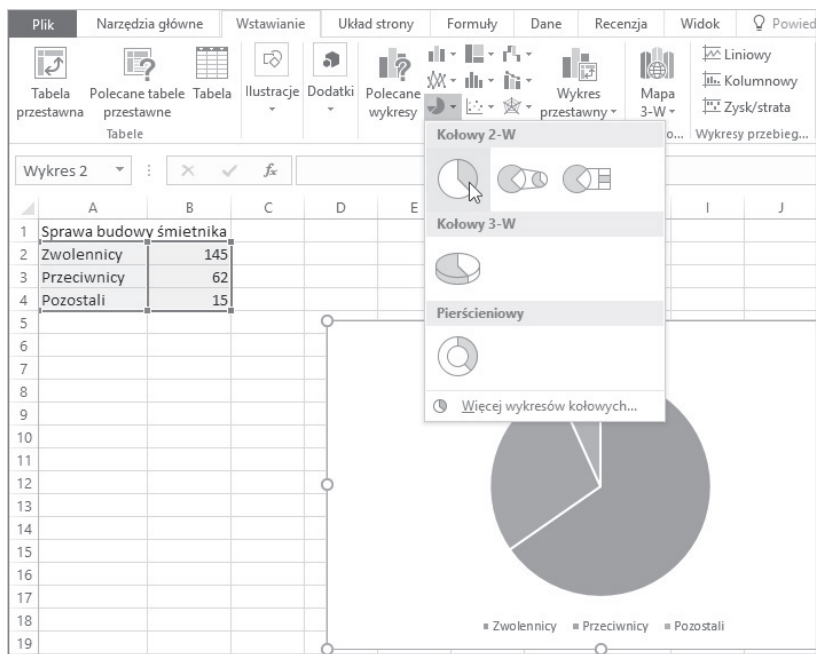 Plik Narzędzia główne Wstawianie Układ strony Formuły Dane Recenzja Widok Powied
Tabela przestawna
Polecane tabele przestawne
Tabela
Tabele
Ilustracje
Dodatki
Polecane wykresy
Wykres przestawny
Mapa 3-W
o...
Liniowy
Kolumnowy
Zysk/strata
Wykresy przebieg...
Wykres 2 fx
Kołowy 2-W
Kołowy 3-W
Pierścieniowy
Więcej wykresów kołowych...
A B C D E I J
1 Sprawa budowy śmietnika
2 Zwolennicy 145
3 Przeciwnicy 62
4 Pozostali 15
5
6
7
8
9
10
11
12
13
14
15
16
17
18
19
Zwolennicy Przeciwnicy Pozostali